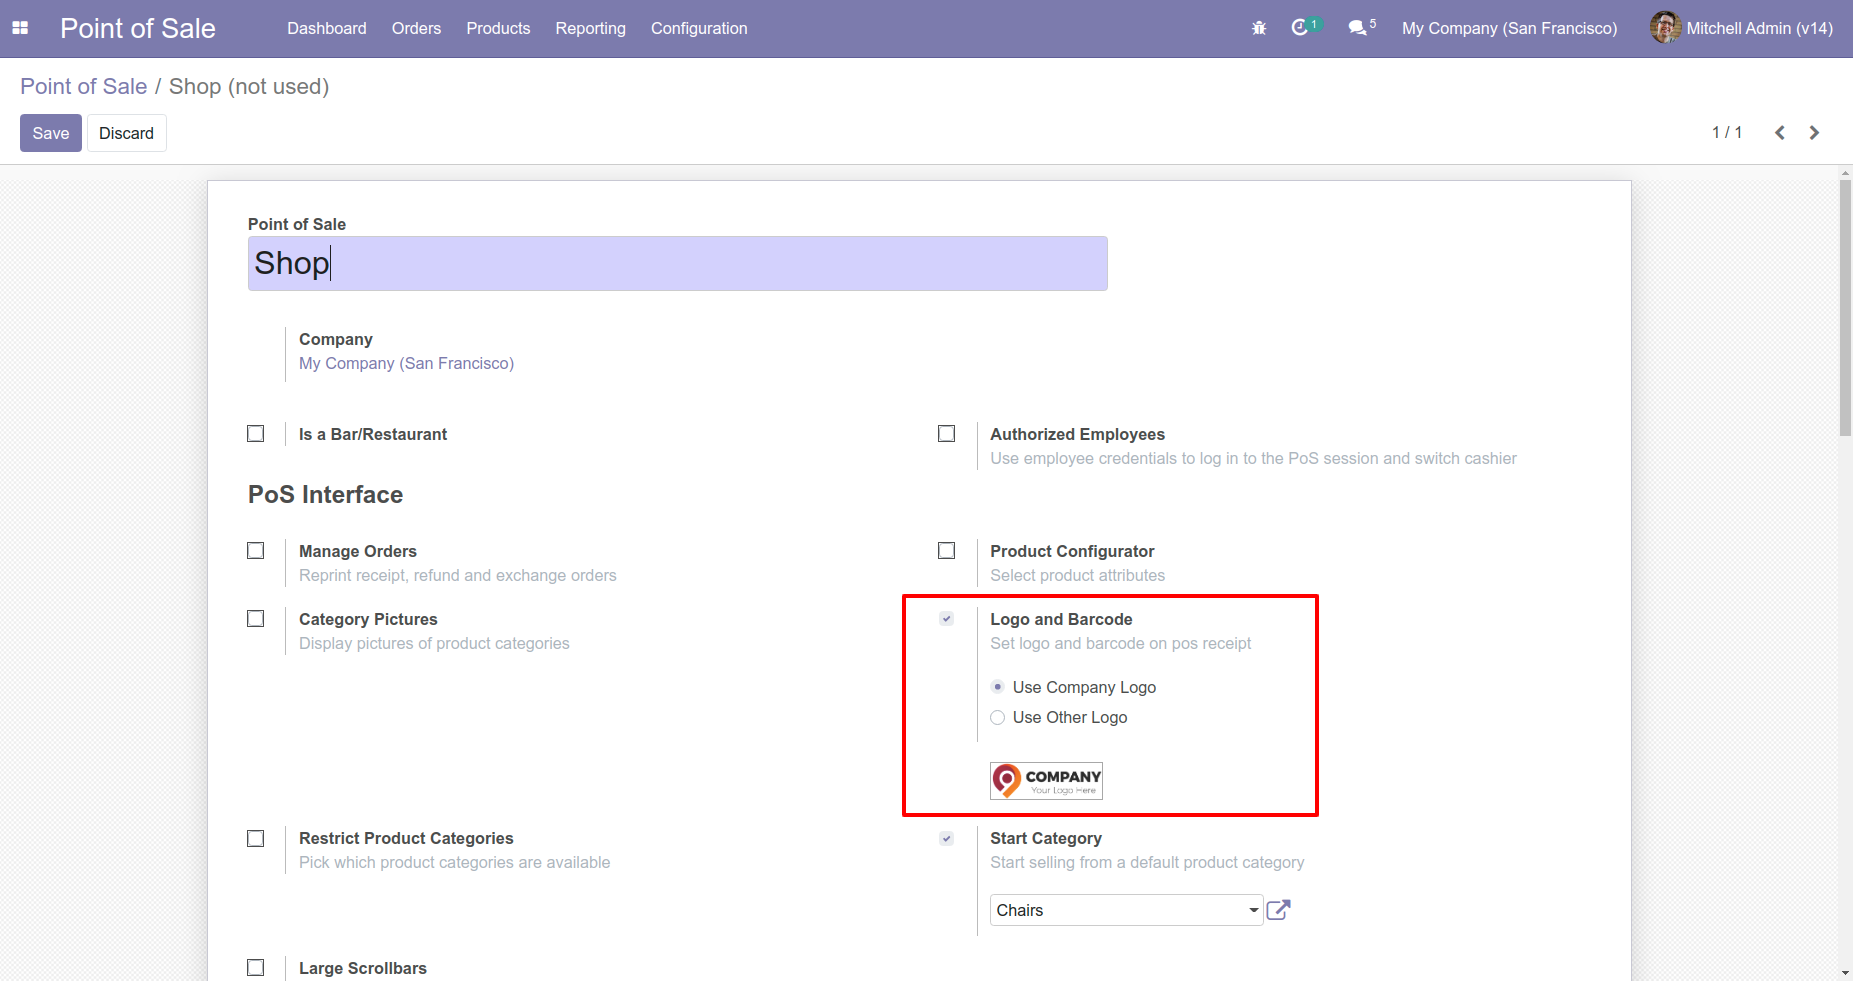 Point of Sale Dashboard Orders Products Reporting Configuration 1 5 My Company (San Francisco) Mitchell Admin (v14)
Point of Sale / Shop (not used)
Save Discard 1 / 1
Point of Sale
Shop
Company
My Company (San Francisco)
Is a Bar/Restaurant
Authorized Employees
Use employee credentials to log in to the PoS session and switch cashier
PoS Interface
Manage Orders
Reprint receipt, refund and exchange orders
Product Configurator
Select product attributes
Category Pictures
Display pictures of product categories
Logo and Barcode
Set logo and barcode on pos receipt
Use Company Logo
Use Other Logo
COMPANY
Your Logo Here
Restrict Product Categories
Pick which product categories are available
Start Category
Start selling from a default product category
Chairs
Large Scrollbars